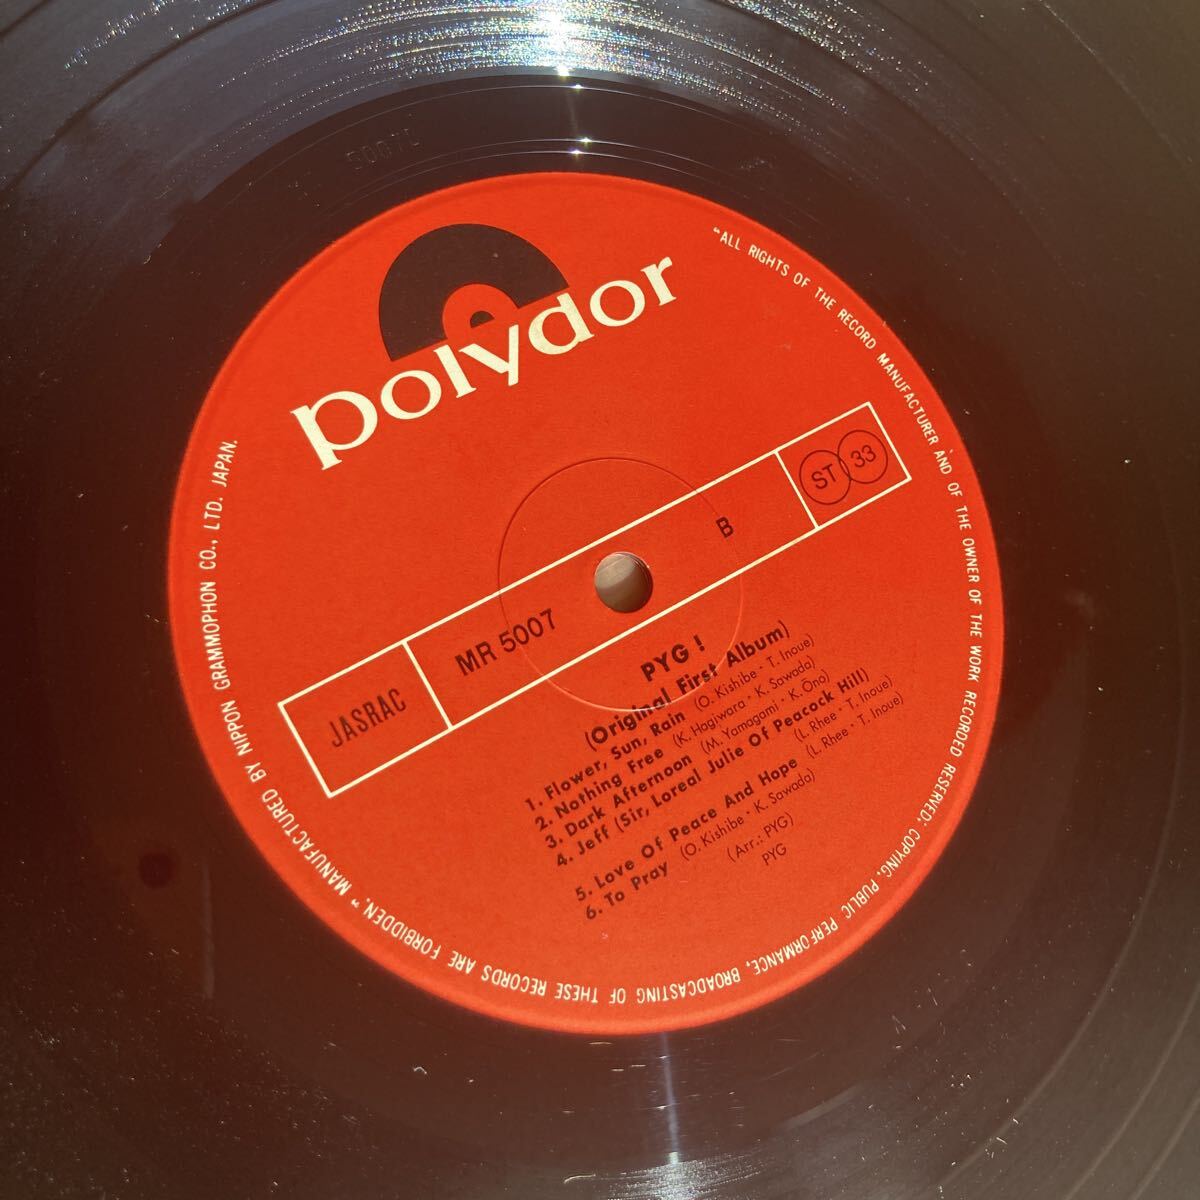 polydor
JASRAC
MR 5007
B
ST 33
PYG !
(Original First Album)
1. Flower, Sun, Rain (O. Kishibe・T. Inoue)
2. Nothing Free (K. Hagiwara・K. Sawada)
3. Dark Afternoon (M. Yamagami・K. Ōno)
4. Jeff (Sir, Loreal Julie Of Peacock Hill)
(L. Rhee・T. Inoue)
5. Love Of Peace And Hope (L. Rhee・T. Inoue)
6. To Pray (O. Kishibe・K. Sawada)
(Arr.: PYG)
PYG
"ALL RIGHTS OF THE RECORD MANUFACTURER AND OF THE OWNER OF THE WORK RECORDED RESERVED: COPYING, PUBLIC PERFORMANCE, BROADCASTING OF THESE RECORDS ARE FORBIDDEN." MANUFACTURED BY NIPPON GRAMMOPHON CO., LTD. JAPAN.